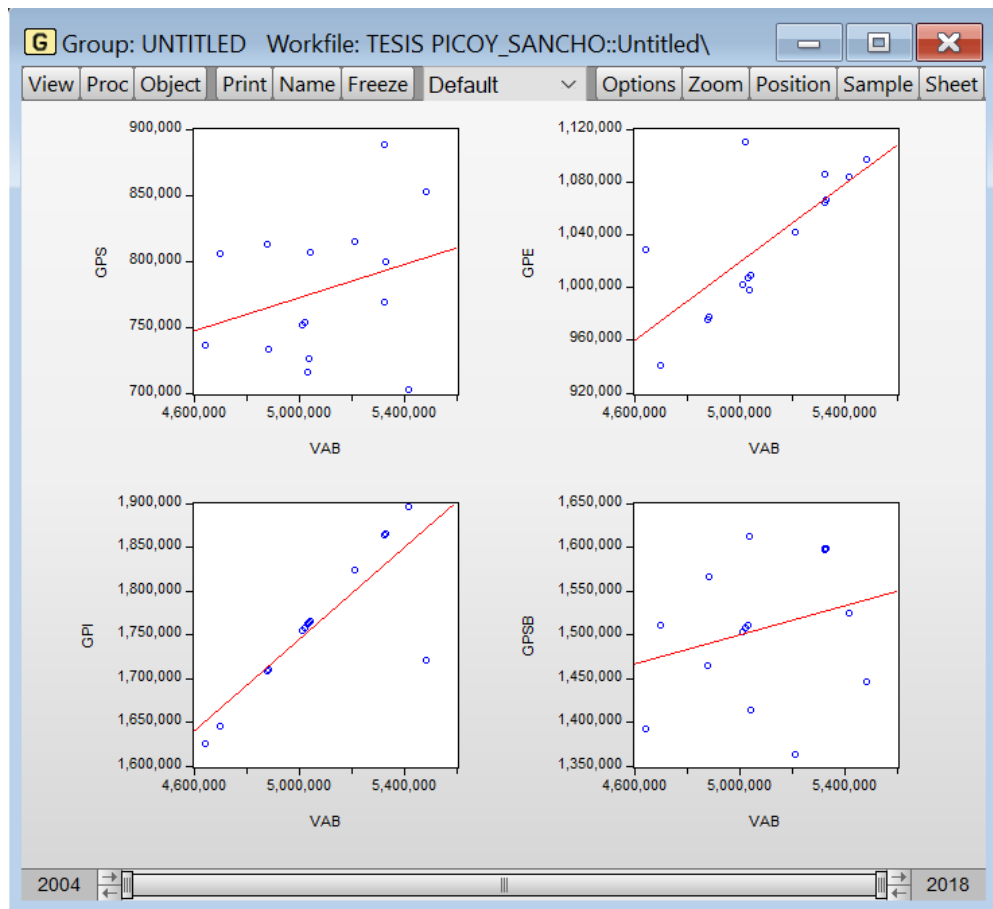 G Group: UNTITLED Workfile: TESIS PICOY_SANCHO::Untitled\
View Proc Object Print Name Freeze Default Options Zoom Position Sample Sheet
900,000
850,000
800,000
750,000
700,000
GPS
4,600,000 5,000,000 5,400,000
VAB
1,120,000
1,080,000
1,040,000
1,000,000
960,000
920,000
GPE
4,600,000 5,000,000 5,400,000
VAB
1,900,000
1,850,000
1,800,000
1,750,000
1,700,000
1,650,000
1,600,000
GPI
4,600,000 5,000,000 5,400,000
VAB
1,650,000
1,600,000
1,550,000
1,500,000
1,450,000
1,400,000
1,350,000
GPSB
4,600,000 5,000,000 5,400,000
VAB
2004 2018